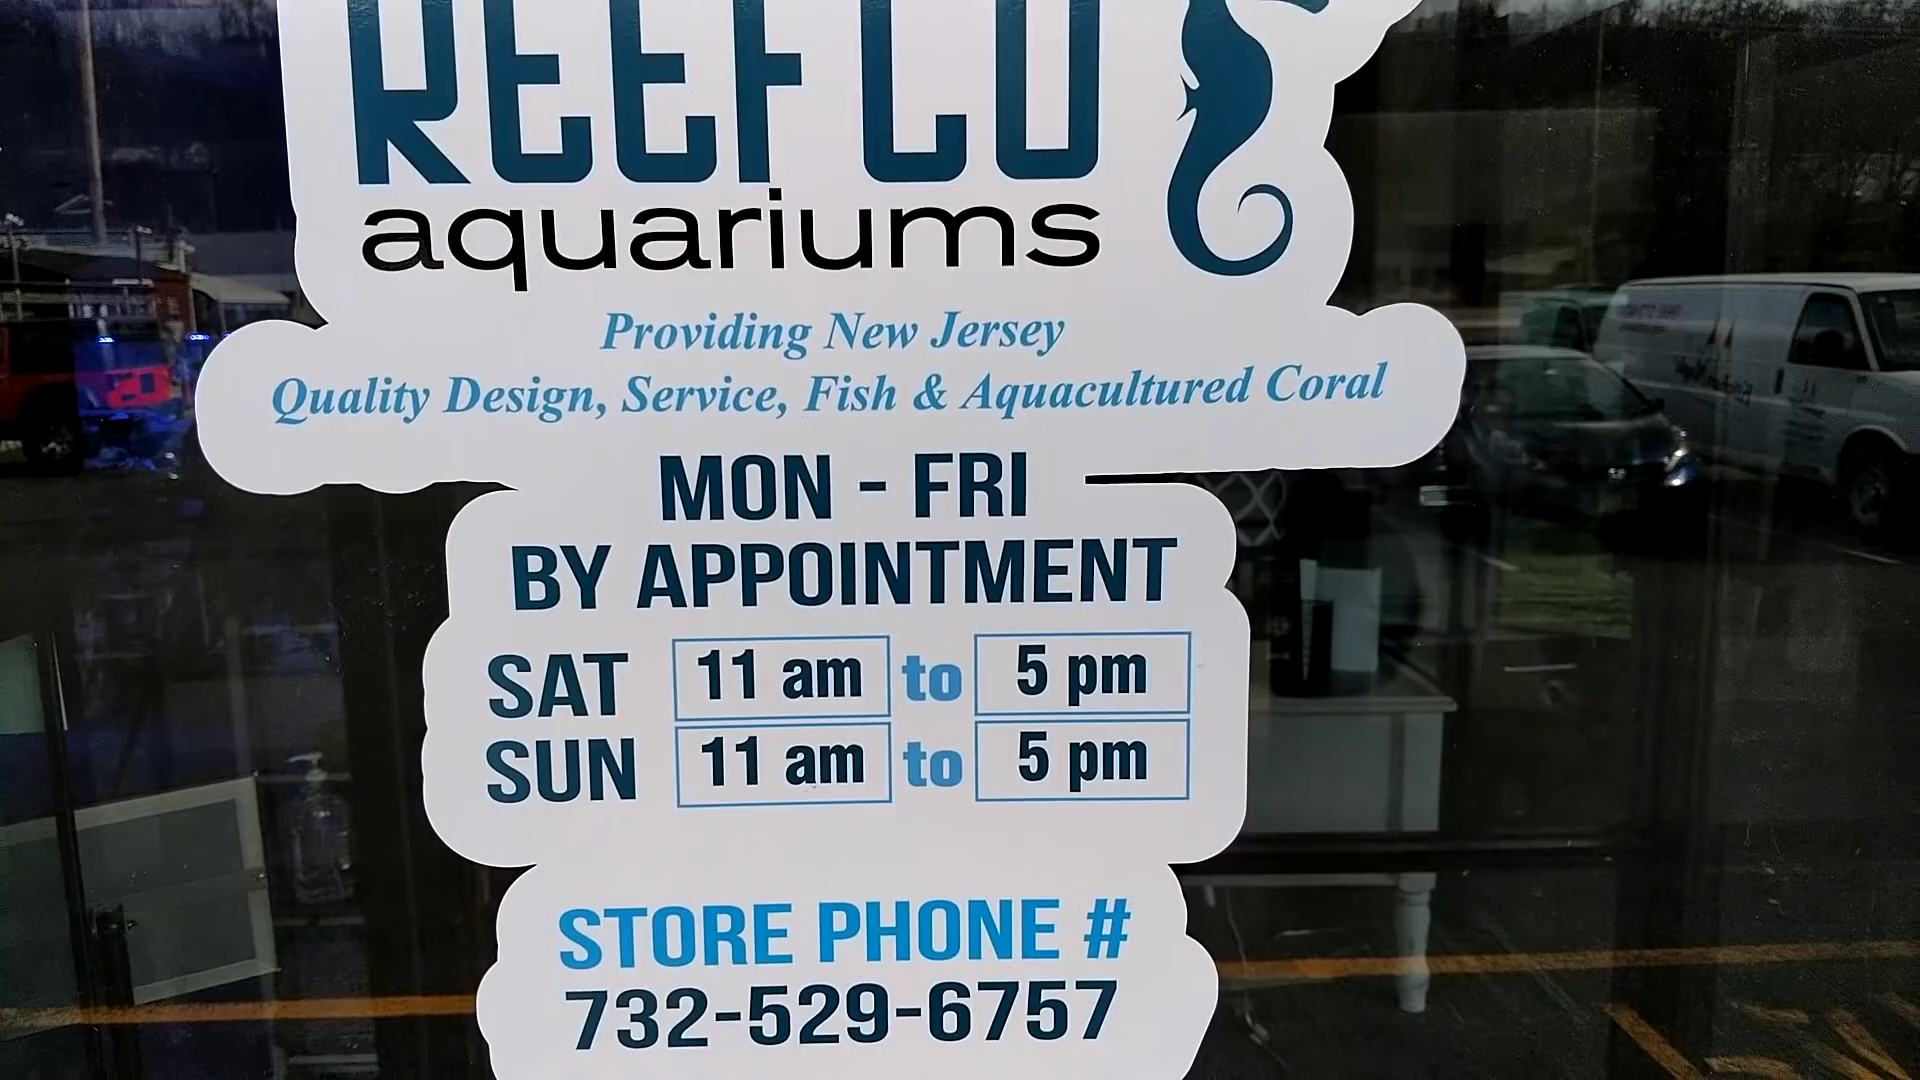 REEFCO
aquariums
Providing New Jersey
Quality Design, Service, Fish & Aquacultured Coral
MON - FRI
BY APPOINTMENT
SAT 11 am to 5 pm
SUN 11 am to 5 pm
STORE PHONE #
732-529-6757